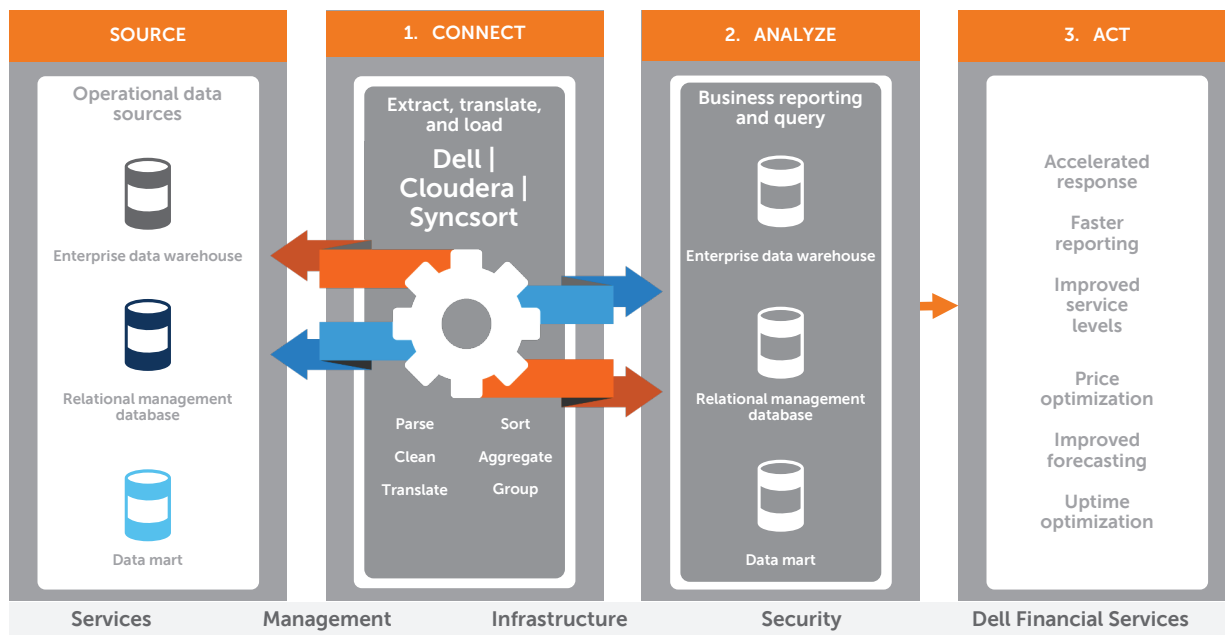 SOURCE
Operational data
sources
Enterprise data warehouse
Relational management
database
Data mart
1. CONNECT
Extract, translate,
and load
Dell |
Cloudera |
Syncsort
Parse Sort
Clean Aggregate
Translate Group
2. ANALYZE
Business reporting
and query
Enterprise data warehouse
Relational management
database
Data mart
3. ACT
Accelerated
response
Faster
reporting
Improved
service
levels
Price
optimization
Improved
forecasting
Uptime
optimization
Services Management Infrastructure Security Dell Financial Services